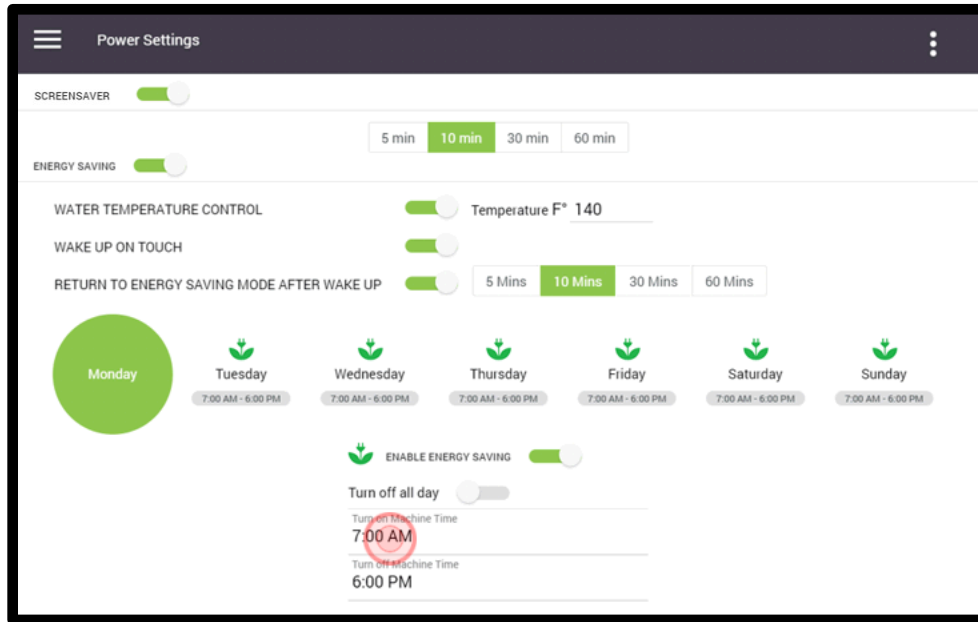 Power Settings
SCREENSAVER
5 min 10 min 30 min 60 min
ENERGY SAVING
WATER TEMPERATURE CONTROL Temperature F° 140
WAKE UP ON TOUCH
RETURN TO ENERGY SAVING MODE AFTER WAKE UP 5 Mins 10 Mins 30 Mins 60 Mins
Monday Tuesday Wednesday Thursday Friday Saturday Sunday
7:00 AM - 6:00 PM 7:00 AM - 6:00 PM 7:00 AM - 6:00 PM 7:00 AM - 6:00 PM 7:00 AM - 6:00 PM 7:00 AM - 6:00 PM
ENABLE ENERGY SAVING
Turn off all day
Turn on Machine Time
7:00 AM
Turn off Machine Time
6:00 PM